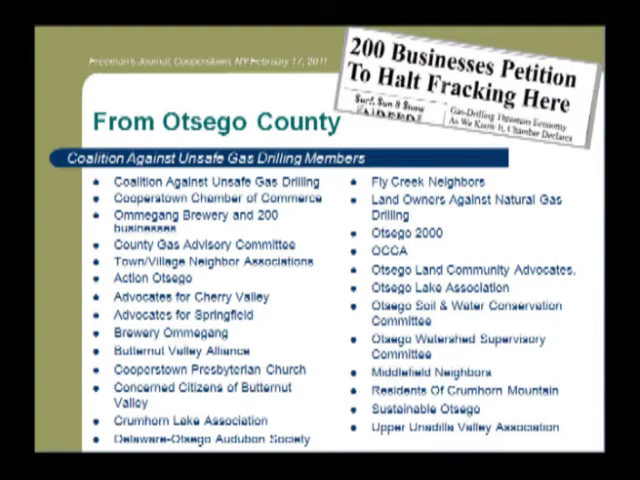 Freeman's Journal, Cooperstown, NY February 17, 2011
200 Businesses Petition
To Halt Fracking Here
Surf, Sun & Snow
Gas-Drilling Threatens Economy
As We Know It, Chamber Declares
From Otsego County
Coalition Against Unsafe Gas Drilling Members
Coalition Against Unsafe Gas Drilling
Cooperstown Chamber of Commerce
Ommegang Brewery and 200
businesses
County Gas Advisory Committee
Town/Village Neighbor Associations
Action Otsego
Advocates for Cherry Valley
Advocates for Springfield
Brewery Ommegang
Butternut Valley Alliance
Cooperstown Presbyterian Church
Concerned Citizens of Butternut
Valley
Crumhorn Lake Association
Delaware-Otsego Audubon Society
Fly Creek Neighbors
Land Owners Against Natural Gas
Drilling
Otsego 2000
OCCA
Otsego Land Community Advocates.
Otsego Lake Association
Otsego Soil & Water Conservation
Committee
Otsego Watershed Supervisory
Committee
Middlefield Neighbors
Residents Of Crumhorn Mountain
Sustainable Otsego
Upper Unadilla Valley Association